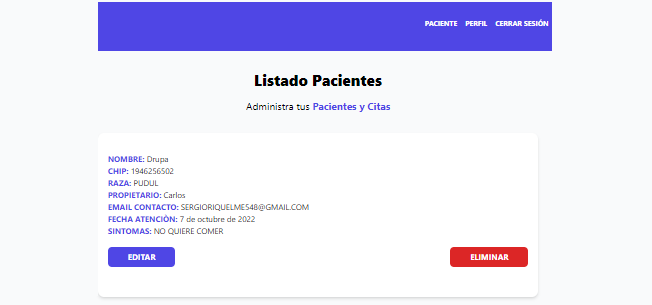 PACIENTE PERFIL CERRAR SESIÓN
Listado Pacientes
Administra tus Pacientes y Citas
NOMBRE: Drupa
CHIP: 1946256502
RAZA: PUDUL
PROPIETARIO: Carlos
EMAIL CONTACTO: SERGIORIQUELME548@GMAIL.COM
FECHA ATENCIÒN: 7 de octubre de 2022
SINTOMAS: NO QUIERE COMER
EDITAR ELIMINAR